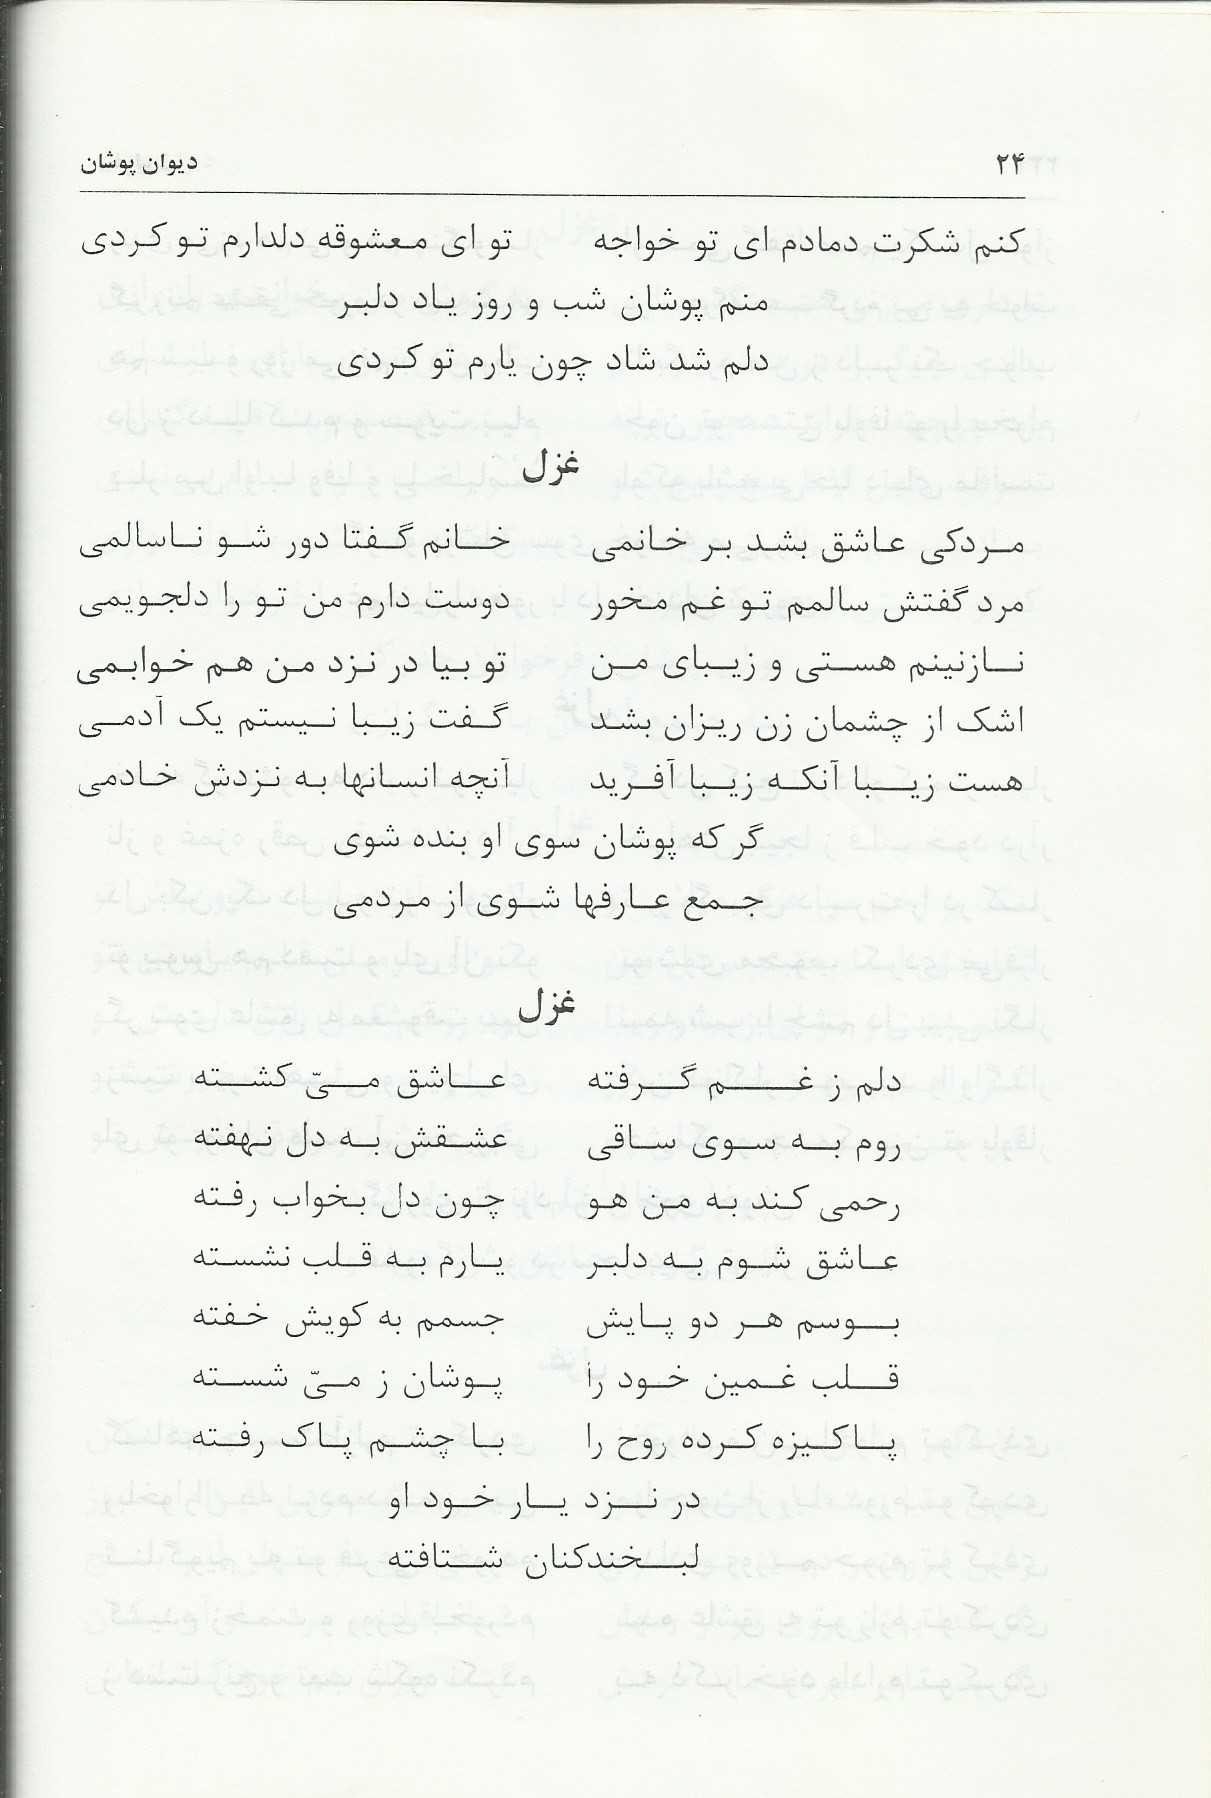 ۲۴ دیوان پوشان
کنم شکرت دمادم ای تو خواجه تو ای معشوقه دلدارم تو کردی
منم پوشان شب و روز یاد دلبر
دلم شد شاد چون یارم تو کردی
غزل
مردکی عاشق بشد بر خانمی خانم گفتا دور شو ناسالمی
مرد گفتش سالمم تو غم مخور دوست دارم من تو را دلجویمی
نازنینم هستی و زیبای من تو بیا در نزد من هم خوابمی
اشک از چشمان زن ریزان بشد گفت زیبا نیستم یک آدمی
هست زیبا آنکه زیبا آفرید آنچه انسانها به نزدش خادمی
گر که پوشان سوی او بنده شوی
جمع عارفها شوی از مردمی
غزل
دلم ز غم گرفته عاشق میّ کشته
روم به سوی ساقی عشقش به دل نهفته
رحمی کند به من هو چون دل بخواب رفته
عاشق شوم به دلبر یارم به قلب نشسته
بوسم هر دو پایش جسمم به کویش خفته
قلب غمین خود را پوشان ز میّ شسته
پاکیزه کرده روح را با چشم پاک رفته
در نزد یار خود او
لبخندکنان شتافته